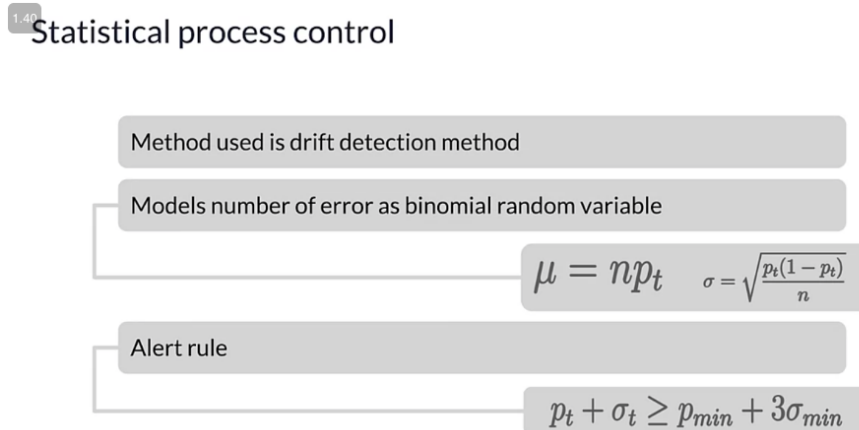 1.40
Statistical process control
Method used is drift detection method
Models number of error as binomial random variable
μ = np_t σ = √(p_t(1 − p_t)/n)
Alert rule
p_t + σ_t ≥ p_min + 3σ_min